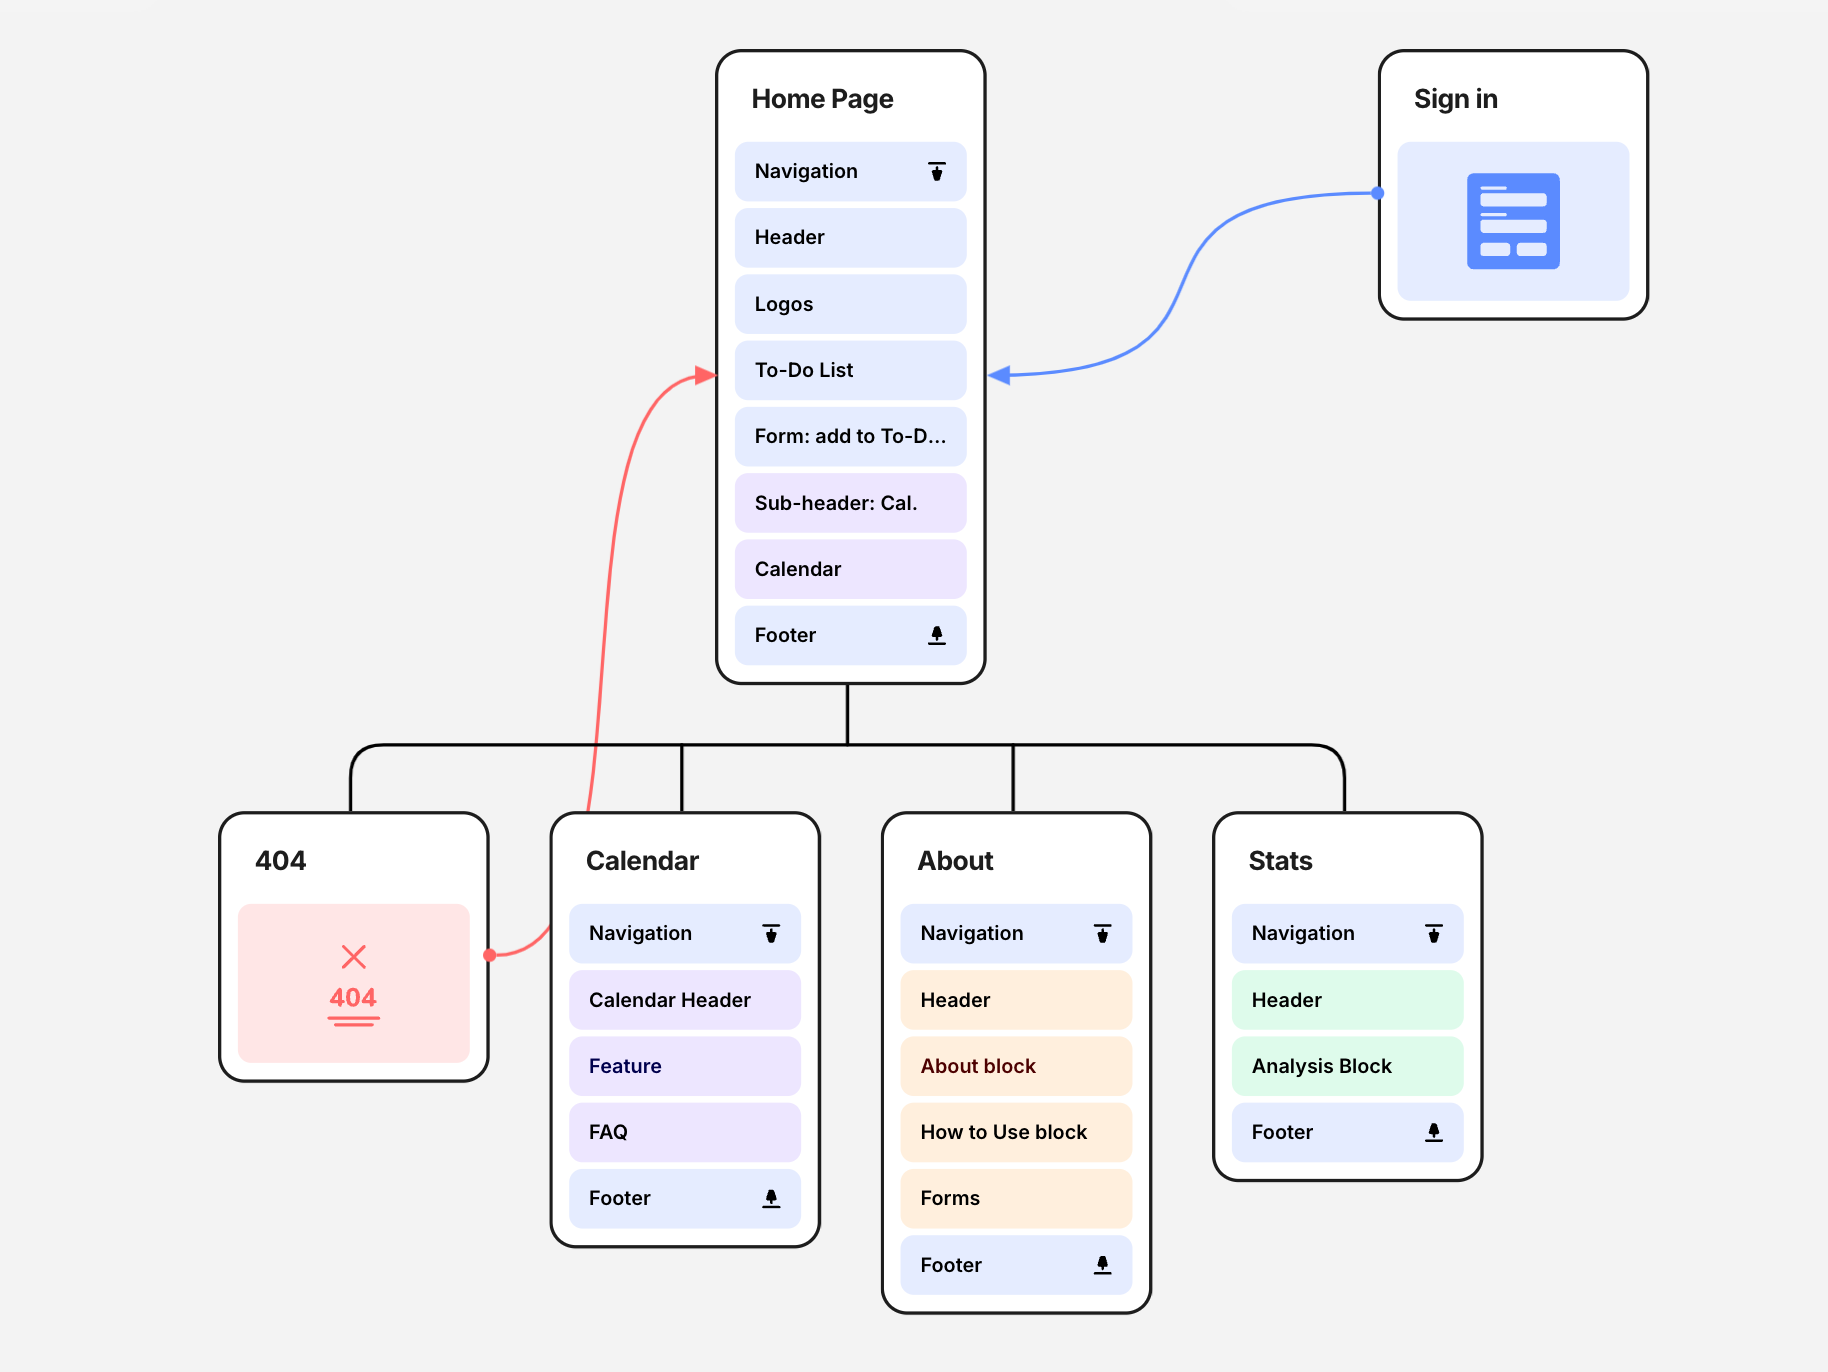 Home Page
Navigation
Header
Logos
To-Do List
Form: add to To-D...
Sub-header: Cal.
Calendar
Footer
Sign in
404
404
Calendar
Navigation
Calendar Header
Feature
FAQ
Footer
About
Navigation
Header
About block
How to Use block
Forms
Footer
Stats
Navigation
Header
Analysis Block
Footer